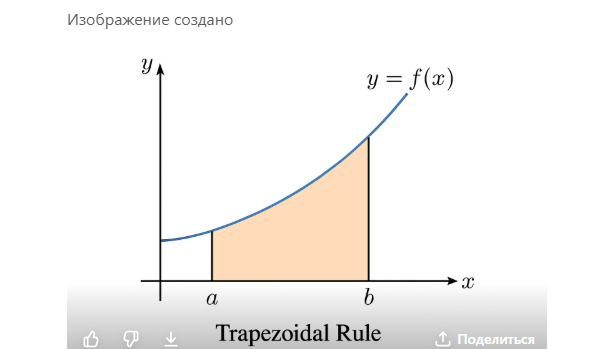 Изображение создано
y
y = f(x)
x
a
b
Trapezoidal Rule
Поделиться